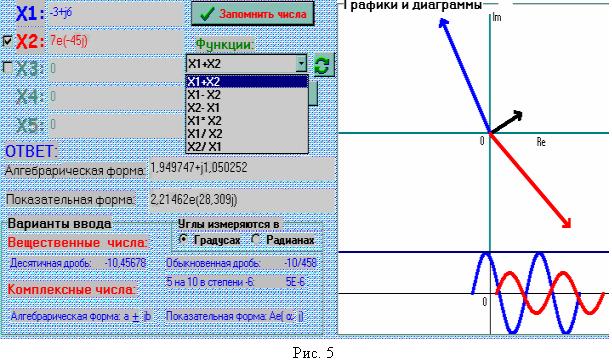 X1: -3+j6
Запомнить числа
X2: 7e(-45j)
Функции:
X3: 0
X1+X2
X4: 0
X5: 0
X1+X2
X1- X2
X2- X1
X1* X2
X1/ X2
X2/ X1
ОТВЕТ:
Алгебрарическая форма: 1,949747+j1,050252
Показательная форма: 2,21462e(28,309j)
Варианты ввода
Углы измеряются в
Градусах Радианах
Вещественные числа:
Десятичная дробь: -10,45678
Обыкновенная дробь: -10/458
5 на 10 в степени -6: 5E-6
Комплексные числа:
Алгебрарическая форма: a + jb
Показательная форма: Ae( α j)
Графики и диаграммы
Im
0
Re
0
Рис. 5